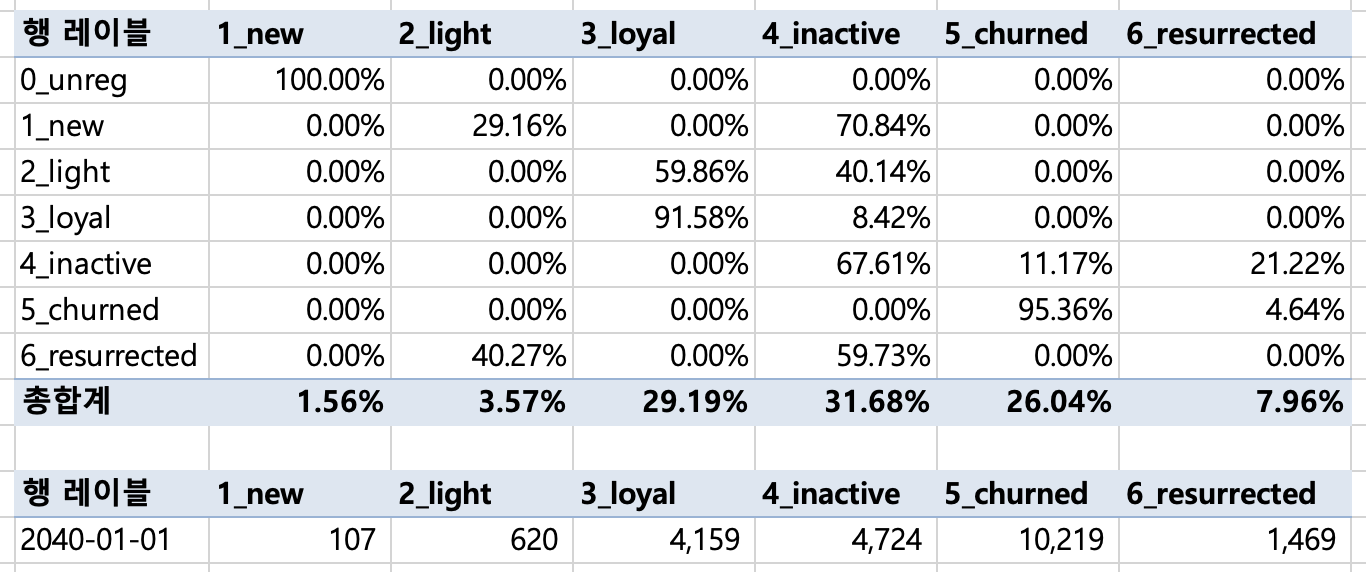 행 레이블 1_new 2_light 3_loyal 4_inactive 5_churned 6_resurrected
0_unreg 100.00% 0.00% 0.00% 0.00% 0.00% 0.00%
1_new 0.00% 29.16% 0.00% 70.84% 0.00% 0.00%
2_light 0.00% 0.00% 59.86% 40.14% 0.00% 0.00%
3_loyal 0.00% 0.00% 91.58% 8.42% 0.00% 0.00%
4_inactive 0.00% 0.00% 0.00% 67.61% 11.17% 21.22%
5_churned 0.00% 0.00% 0.00% 0.00% 95.36% 4.64%
6_resurrected 0.00% 40.27% 0.00% 59.73% 0.00% 0.00%
총합계 1.56% 3.57% 29.19% 31.68% 26.04% 7.96%
행 레이블 1_new 2_light 3_loyal 4_inactive 5_churned 6_resurrected
2040-01-01 107 620 4,159 4,724 10,219 1,469